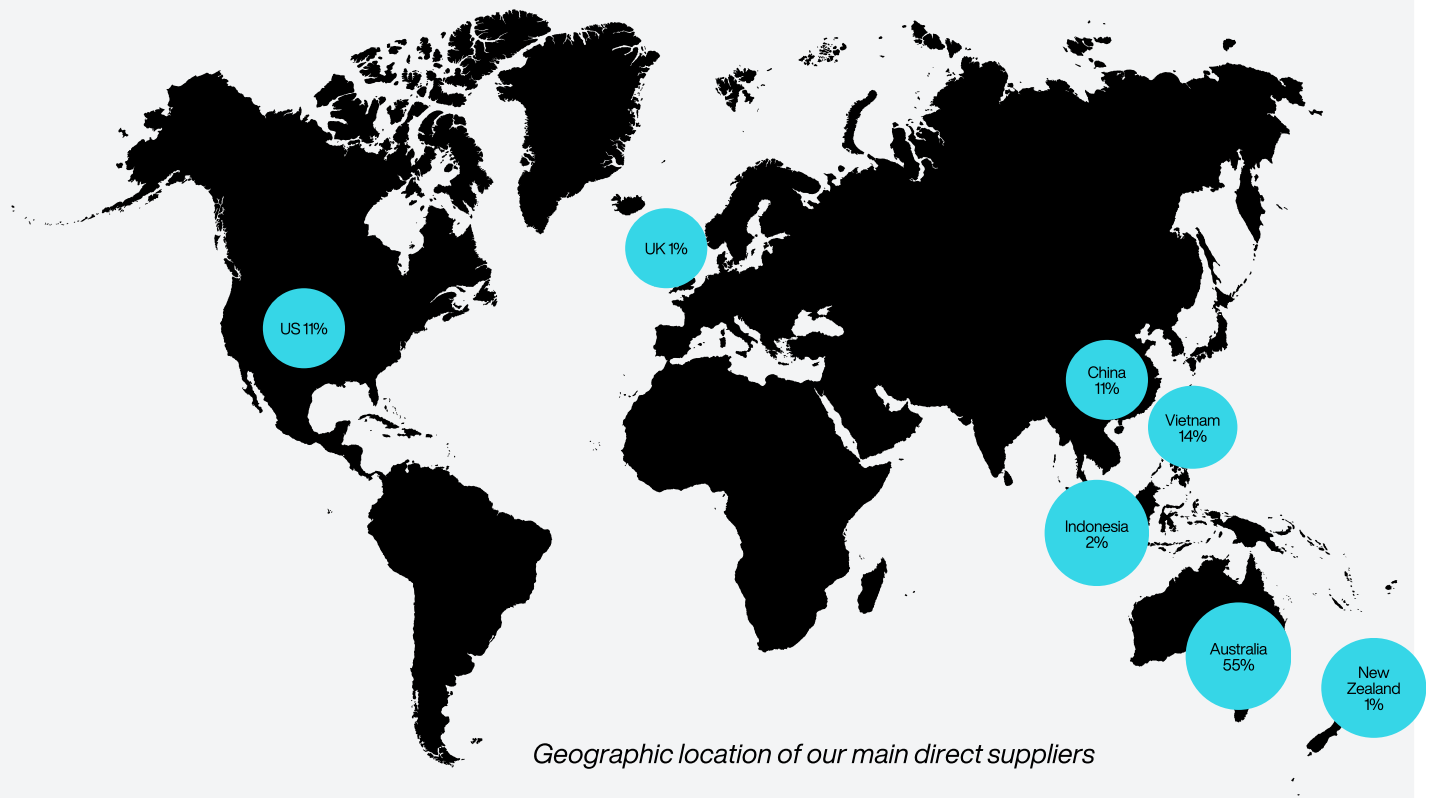 UK 1%
US 11%
China
11%
Vietnam
14%
Indonesia
2%
Australia
55%
New
Zealand
1%
Geographic location of our main direct suppliers